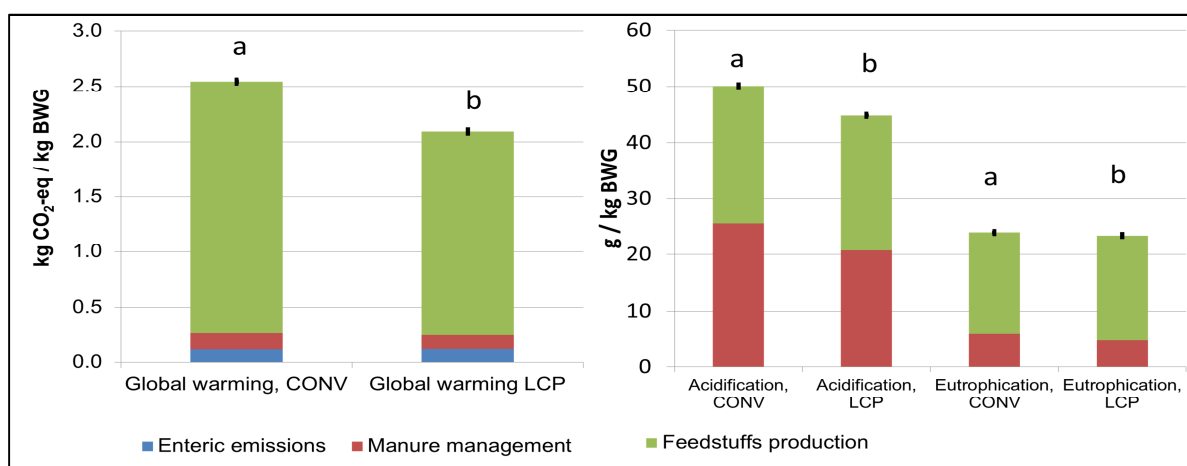 kg CO₂-eq / kg BWG
3.0
2.5
2.0
1.5
1.0
0.5
0.0
a
b
Global warming, CONV
Global warming LCP
g / kg BWG
60
50
40
30
20
10
0
a
b
a
b
Acidification,
CONV
Acidification,
LCP
Eutrophication,
CONV
Eutrophication,
LCP
Enteric emissions
Manure management
Feedstuffs production